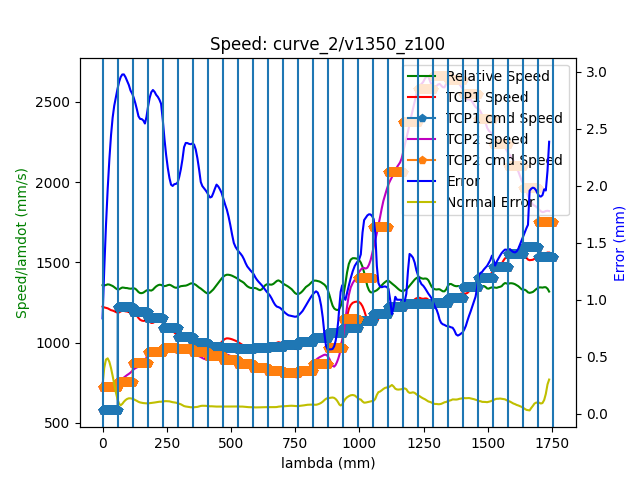 Speed: curve_2/v1350_z100
Relative Speed
TCP1 Speed
TCP1 cmd Speed
TCP2 Speed
TCP2 cmd Speed
Error
Normal Error
Speed/lamdot (mm/s)
2500
2000
1500
1000
500
3.0
2.5
2.0
1.5
1.0
0.5
0.0
Error (mm)
0 250 500 750 1000 1250 1500 1750
lambda (mm)